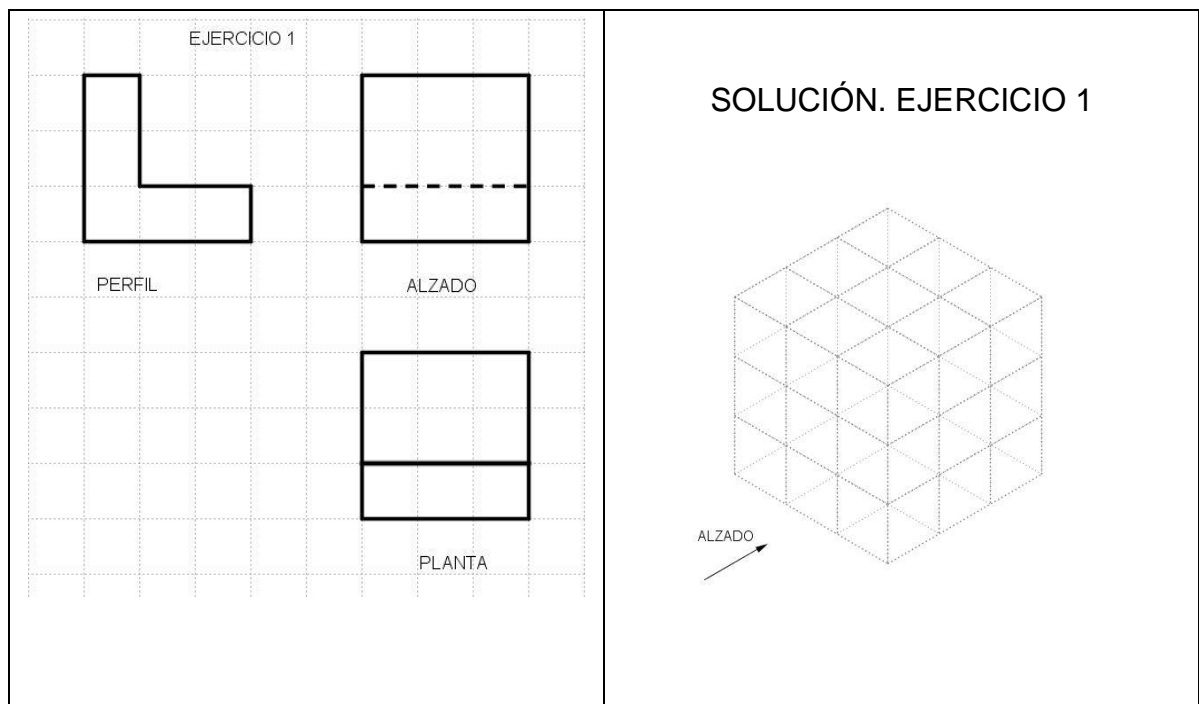 EJERCICIO 1
PERFIL
ALZADO
PLANTA
SOLUCIÓN. EJERCICIO 1
ALZADO